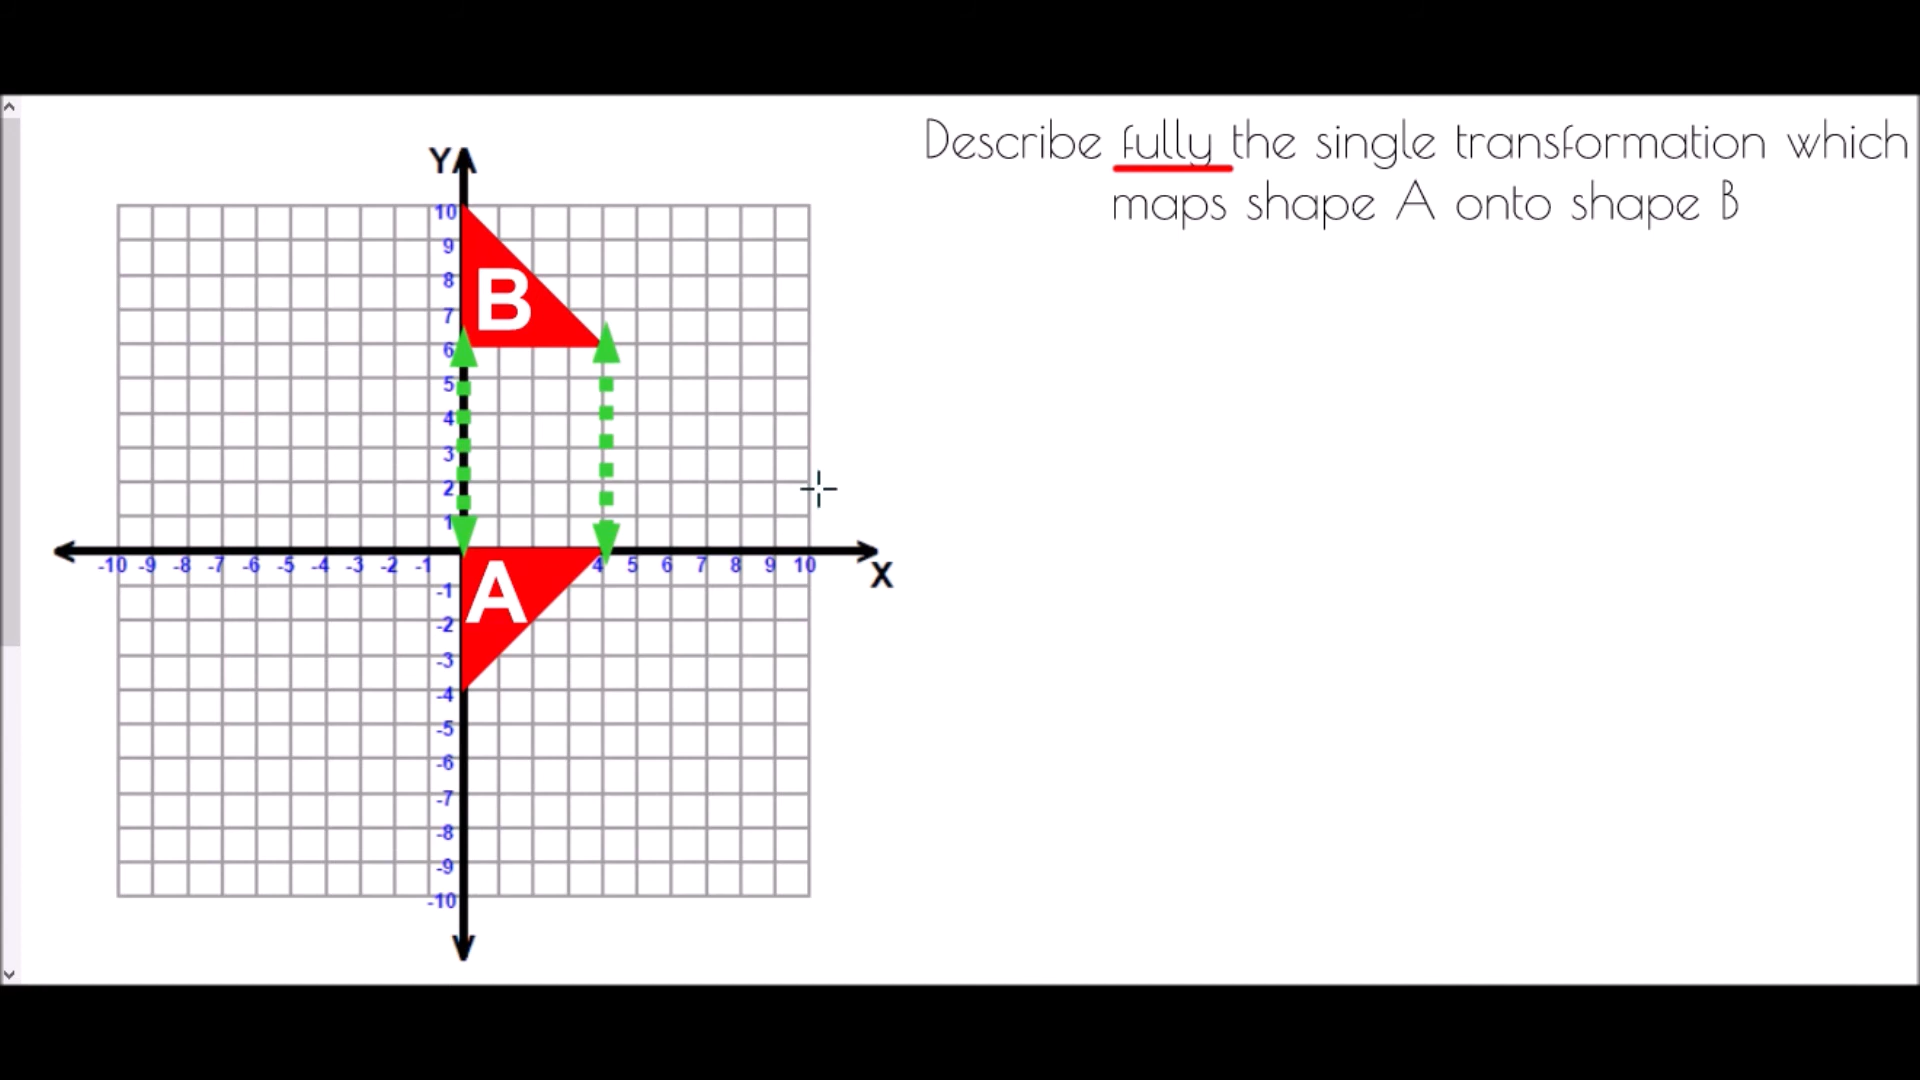 Describe fully the single transformation which
maps shape A onto shape B
Y
10
9
8
B
7
6
5
4
3
2
1
-10 -9 -8 -7 -6 -5 -4 -3 -2 -1 4 5 6 7 8 9 10
X
-1
A
-2
-3
-4
-5
-6
-7
-8
-9
-10